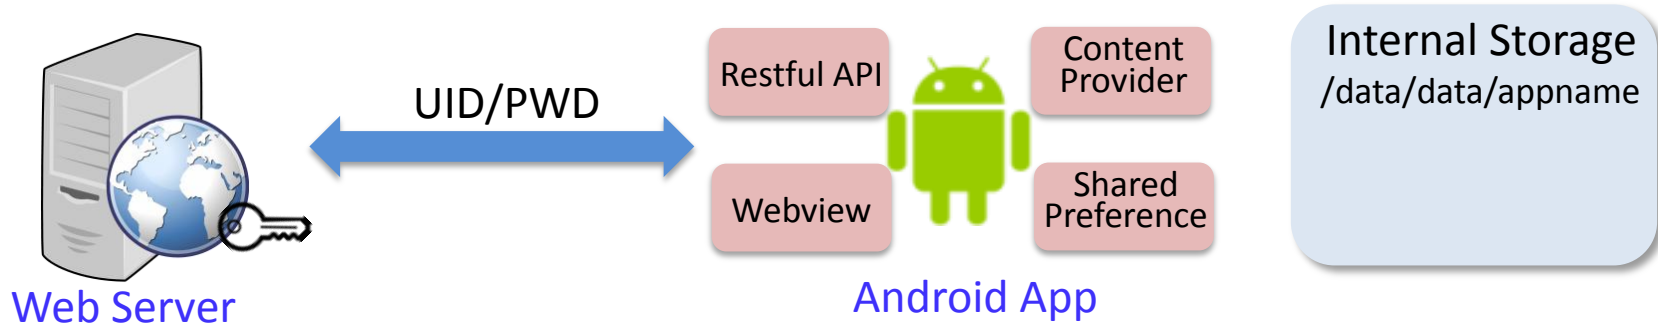 Web Server
UID/PWD
Restful API
Webview
Content
Provider
Shared
Preference
Android App
Internal Storage
/data/data/appname